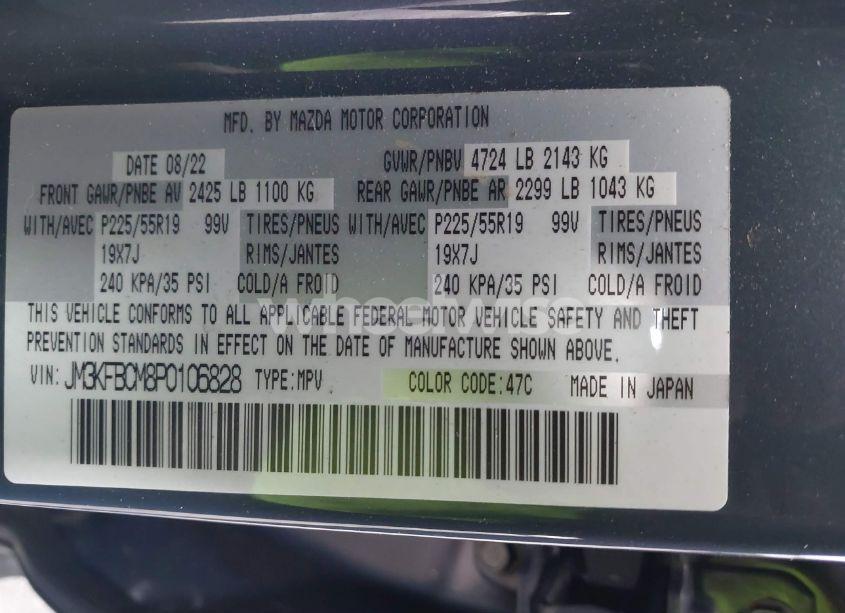 MFD. BY MAZDA MOTOR CORPORATION
DATE 08/22 GVWR/PNBV 4724 LB 2143 KG
FRONT GAWR/PNBE AV 2425 LB 1100 KG REAR GAWR/PNBE AR 2299 LB 1043 KG
WITH/AVEC P225/55R19 99V TIRES/PNEUS WITH/AVEC P225/55R19 99V TIRES/PNEUS
19X7J RIMS/JANTES 19X7J RIMS/JANTES
240 KPA/35 PSI COLD/A FROID 240 KPA/35 PSI COLD/A FROID
wheelwise
THIS VEHICLE CONFORMS TO ALL APPLICABLE FEDERAL MOTOR VEHICLE SAFETY AND THEFT
PREVENTION STANDARDS IN EFFECT ON THE DATE OF MANUFACTURE SHOWN ABOVE.
VIN: JM3KFBCM8P0106828 TYPE:MPV COLOR CODE:47C MADE IN JAPAN